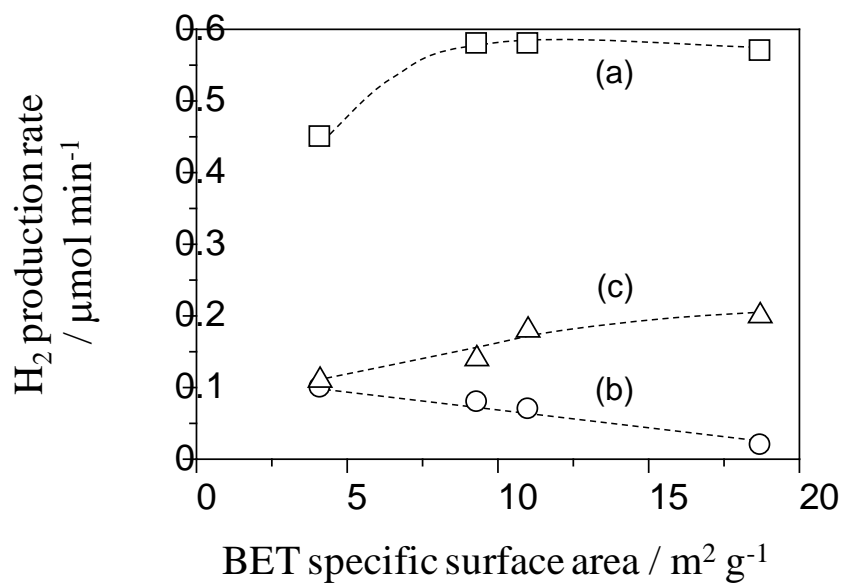 H₂ production rate
/ μmol min⁻¹
0.6
0.5
0.4
0.3
0.2
0.1
0
(a)
(c)
(b)
0 5 10 15 20
BET specific surface area / m² g⁻¹